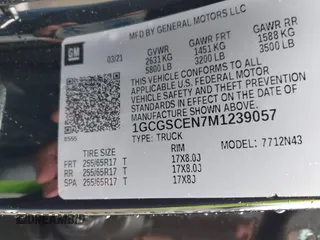 GM
MFD BY GENERAL MOTORS LLC
03/21
GVWR GAWR FRT GAWR RR
2631 KG 1451 KG 1588 KG
5800 LB 3200 LB 3500 LB
THIS VEHICLE CONFORMS TO ALL
APPLICABLE U.S. FEDERAL MOTOR
VEHICLE SAFETY AND THEFT PREVENTION
STANDARDS IN EFFECT ON THE DATE OF
MANUFACTURE SHOWN ABOVE.
1GCGSCEN7M1239057
TYPE: TRUCK
MODEL: 7712N43
TIRE SIZE RIM
FRT 255/65R17 T 17X8.0J
RR 255/65R17 T 17X8.0J
SPA 255/65R17 T 17X8J
DREAMBID